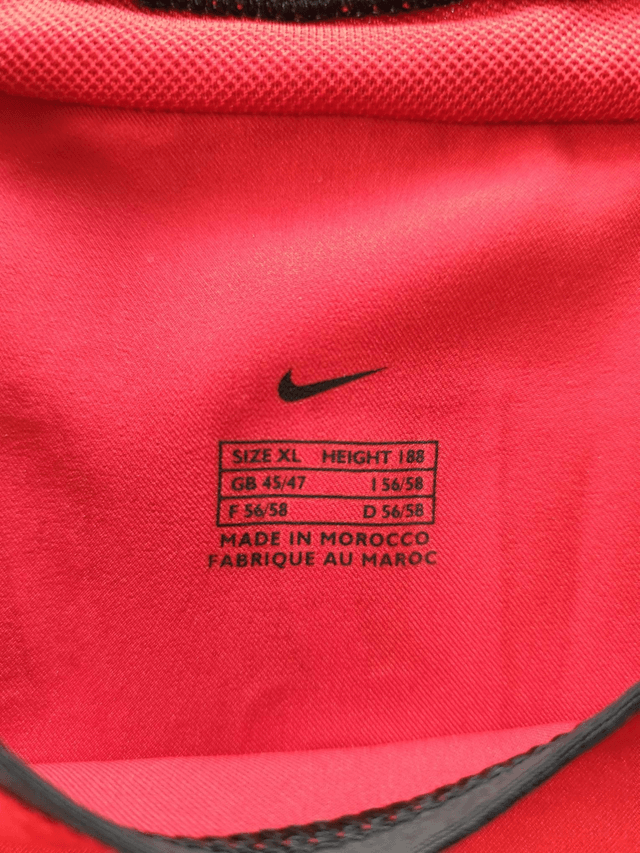 SIZE XL HEIGHT 188
GB 45/47 I 56/58
F 56/58 D 56/58
MADE IN MOROCCO
FABRIQUE AU MAROC